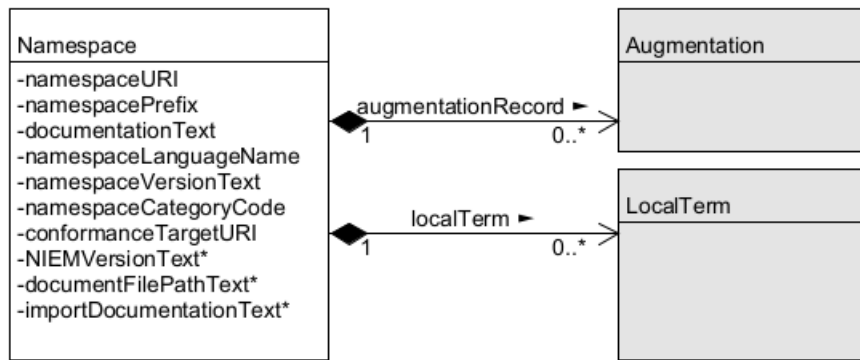 Namespace
-namespaceURI
-namespacePrefix
-documentationText
-namespaceLanguageName
-namespaceVersionText
-namespaceCategoryCode
-conformanceTargetURI
-NIEMVersionText*
-documentFilePathText*
-importDocumentationText*
augmentationRecord ►
1 0..*
localTerm ►
1 0..*
Augmentation
LocalTerm